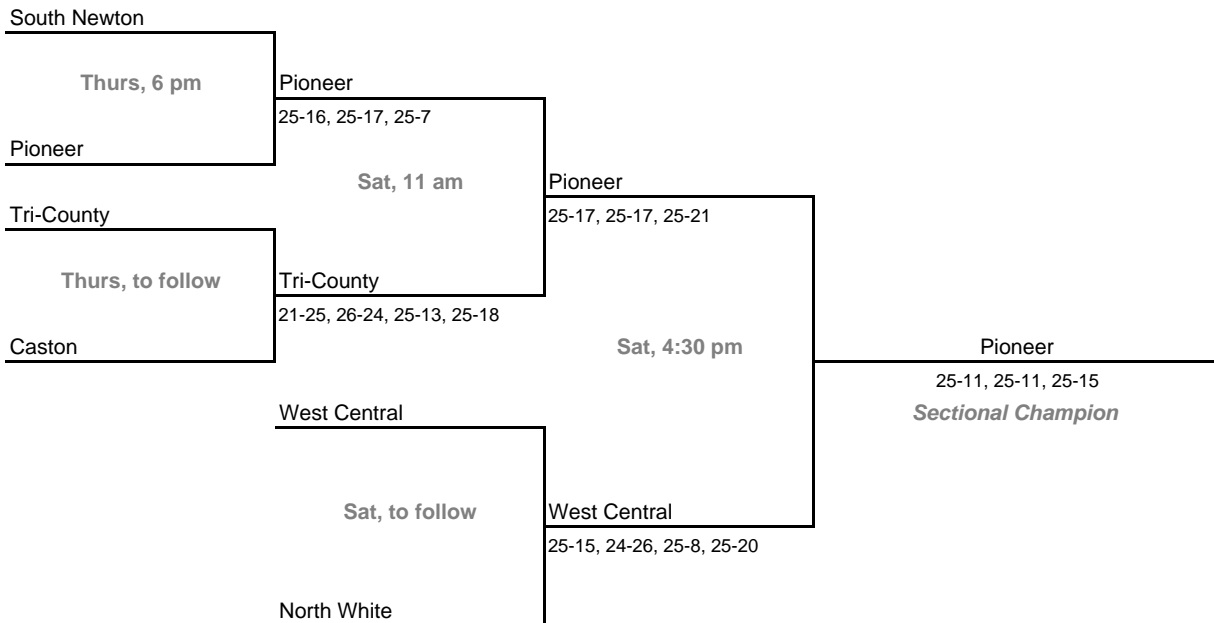 South Newton
Thurs, 6 pm
Pioneer
25-16, 25-17, 25-7
Pioneer
Sat, 11 am
Pioneer
25-17, 25-17, 25-21
Tri-County
Thurs, to follow
Tri-County
21-25, 26-24, 25-13, 25-18
Caston
Sat, 4:30 pm
Pioneer
25-11, 25-11, 25-15
Sectional Champion
West Central
Sat, to follow
West Central
25-15, 24-26, 25-8, 25-20
North White